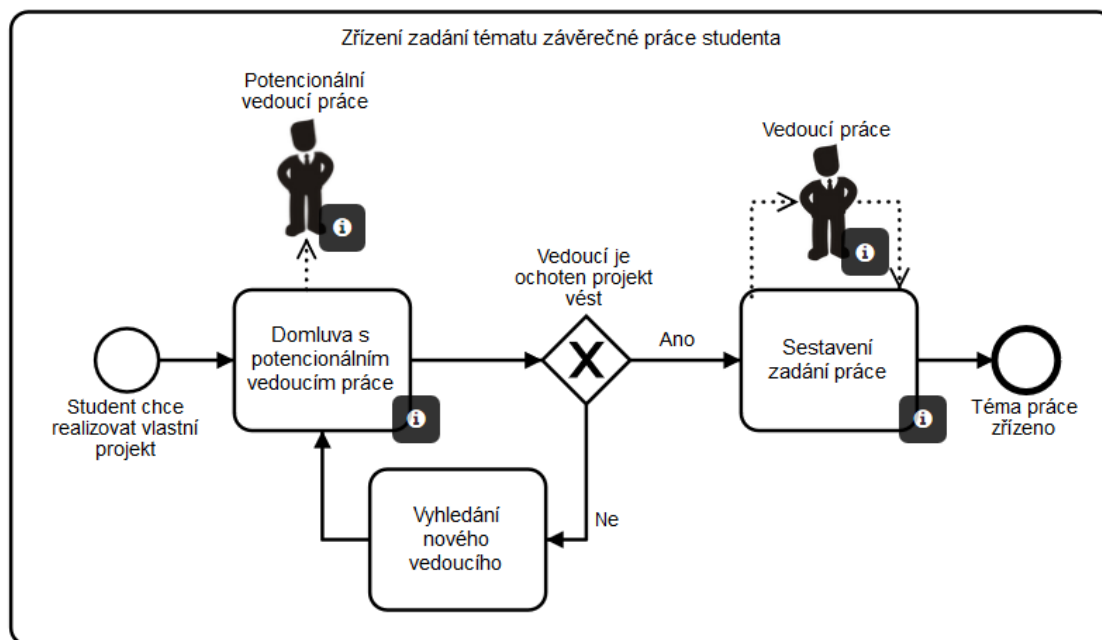 Zřízení zadání tématu závěrečné práce studenta
Potencionální
vedoucí práce
Vedoucí práce
Vedoucí je
ochoten projekt
vést
Domluva s
potencionálním
vedoucím práce
Ano
Sestavení
zadání práce
Student chce
realizovat vlastní
projekt
Téma práce
zřízeno
Ne
Vyhledání
nového
vedoucího